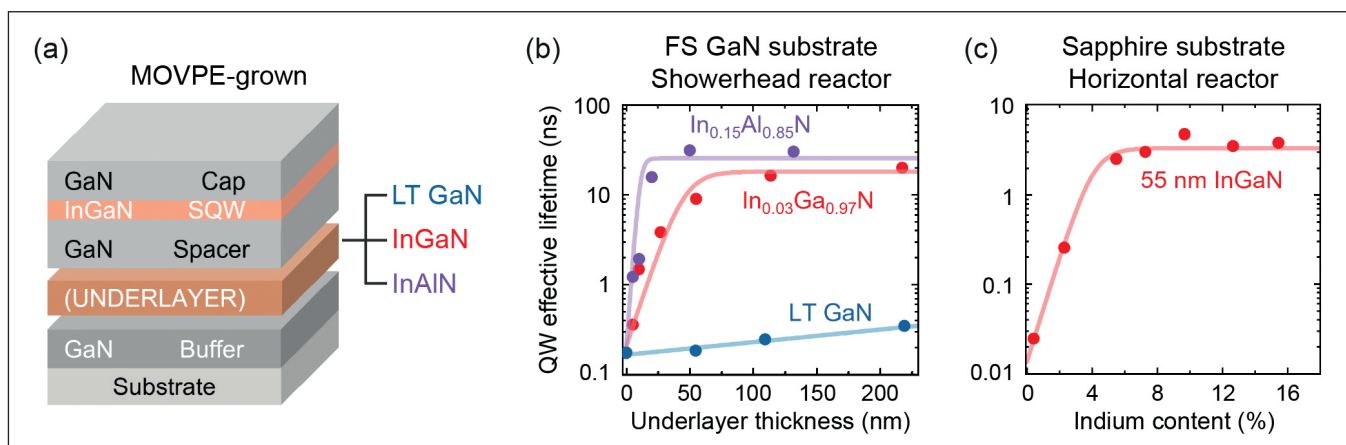 (a)
MOVPE-grown
GaN Cap
InGaN SQW
GaN Spacer
(UNDERLAYER)
GaN Buffer
Substrate
LT GaN
InGaN
InAlN
(b)
FS GaN substrate
Showerhead reactor
QW effective lifetime (ns)
100
10
1
0.1
In0.15Al0.85N
In0.03Ga0.97N
LT GaN
0 50 100 150 200
Underlayer thickness (nm)
(c)
Sapphire substrate
Horizontal reactor
10
1
0.1
0.01
55 nm InGaN
0 4 8 12 16
Indium content (%)